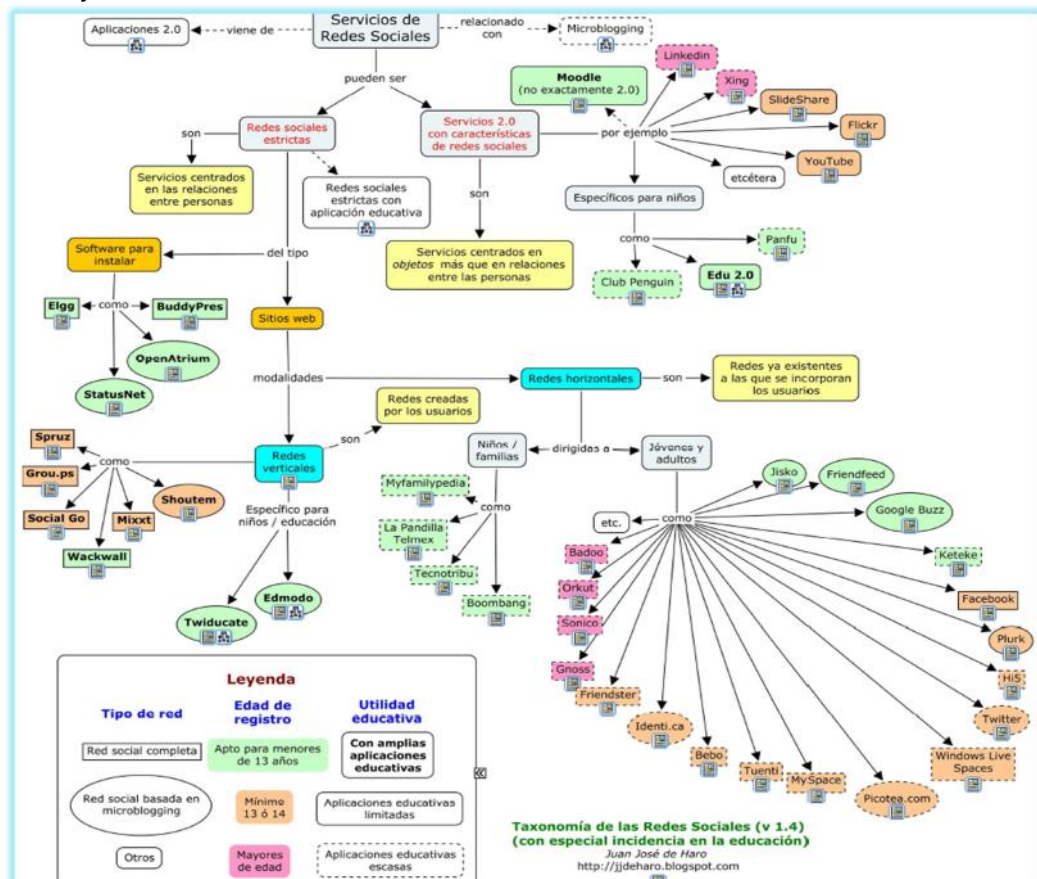 Servicios de
Redes Sociales
Aplicaciones 2.0
viene de
relacionado
con
Microblogging
pueden ser
Moodle
(no exactamente 2.0)
Linkedin
Xing
SlideShare
Flickr
YouTube
etcétera
por ejemplo
Redes sociales
estrictas
Servicios 2.0
con características
de redes sociales
son
Servicios centrados
en las relaciones
entre personas
Redes sociales
estrictas con
aplicación educativa
son
Servicios centrados en
objetos más que en relaciones
entre las personas
Específicos para niños
como
Panfu
Club Penguin
Edu 2.0
Software para
instalar
del tipo
Elgg
como
BuddyPres
OpenAtrium
StatusNet
Sitios web
modalidades
Redes horizontales
son
Redes ya existentes
a las que se incorporan
los usuarios
Redes creadas
por los usuarios
son
Redes
verticales
Spruz
como
Grou.ps
Social Go
Mixxt
Shoutem
Wackwall
Específico para
niños / educación
Edmodo
Twiducate
Niños /
familias
dirigidas a
Jóvenes y
adultos
Myfamilypedia
como
La Pandilla
Telmex
Tecnotribu
Boombang
Jisko
Friendfeed
Google Buzz
etc.
como
Badoo
Keteke
Orkut
Facebook
Sonico
Plurk
Gnoss
Hi5
Friendster
Twitter
Identi.ca
Windows Live
Spaces
Bebo
Tuenti
MySpace
Picotea.com
Leyenda
Tipo de red
Edad de
registro
Utilidad
educativa
Red social completa
Apto para menores
de 13 años
Con amplias
aplicaciones
educativas
Red social basada en
microblogging
Mínimo
13 ó 14
Aplicaciones educativas
limitadas
Otros
Mayores
de edad
Aplicaciones educativas
escasas
Taxonomía de las Redes Sociales (v 1.4)
(con especial incidencia en la educación)
Juan José de Haro
http://jjdeharo.blogspot.com